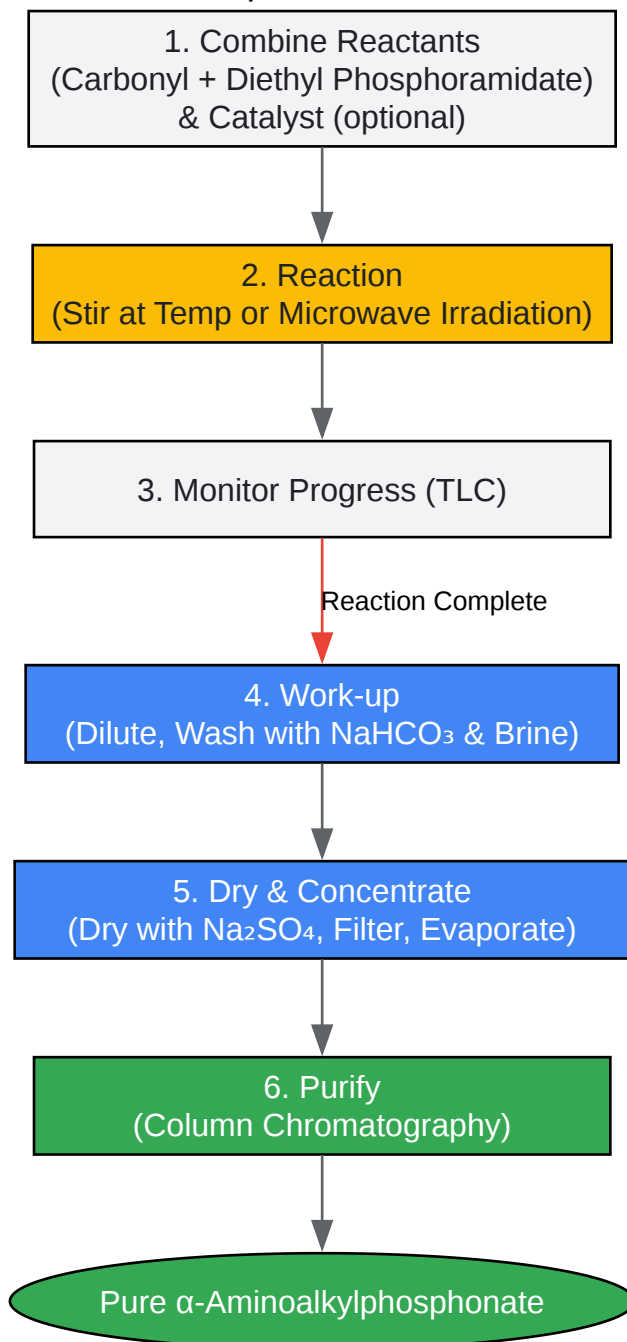 1. Combine Reactants
(Carbonyl + Diethyl Phosphoramidate)
& Catalyst (optional)
2. Reaction
(Stir at Temp or Microwave Irradiation)
3. Monitor Progress (TLC)
Reaction Complete
4. Work-up
(Dilute, Wash with NaHCO₃ & Brine)
5. Dry & Concentrate
(Dry with Na₂SO₄, Filter, Evaporate)
6. Purify
(Column Chromatography)
Pure α-Aminoalkylphosphonate